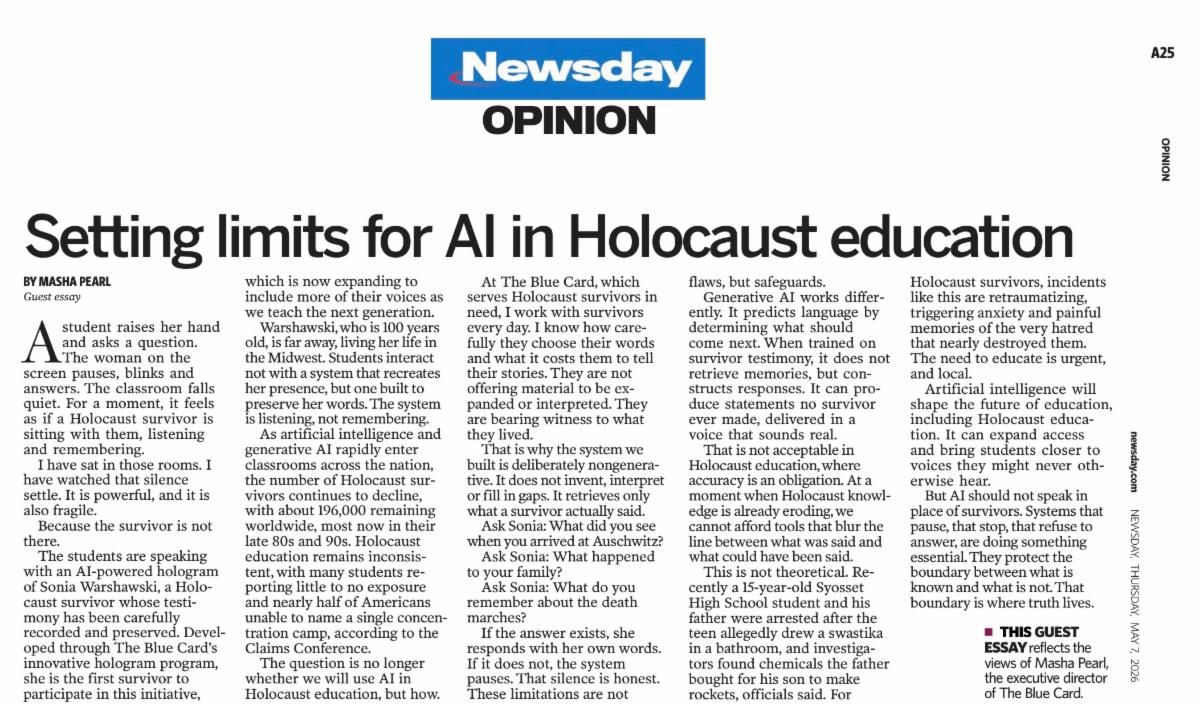 Newsday
OPINION
A25
OPINION
Setting limits for AI in Holocaust education
BY MASHA PEARL
Guest essay
A student raises her hand
and asks a question.
The woman on the
screen pauses, blinks and
answers. The classroom falls
quiet. For a moment, it feels
as if a Holocaust survivor is
sitting with them, listening
and remembering.
I have sat in those rooms. I
have watched that silence
settle. It is powerful, and it is
also fragile.
Because the survivor is not
there.
The students are speaking
with an AI-powered hologram
of Sonia Warshawski, a Holo-
caust survivor whose testi-
mony has been carefully
recorded and preserved. Devel-
oped through The Blue Card's
innovative hologram program,
she is the first survivor to
participate in this initiative,
which is now expanding to
include more of their voices as
we teach the next generation.
Warshawski, who is 100 years
old, is far away, living her life in
the Midwest. Students interact
not with a system that recreates
her presence, but one built to
preserve her words. The system
is listening, not remembering.
As artificial intelligence and
generative AI rapidly enter
classrooms across the nation,
the number of Holocaust sur-
vivors continues to decline,
with about 196,000 remaining
worldwide, most now in their
late 80s and 90s. Holocaust
education remains inconsis-
tent, with many students re-
porting little to no exposure
and nearly half of Americans
unable to name a single concen-
tration camp, according to the
Claims Conference.
The question is no longer
whether we will use AI in
Holocaust education, but how.
At The Blue Card, which
serves Holocaust survivors in
need, I work with survivors
every day. I know how care-
fully they choose their words
and what it costs them to tell
their stories. They are not
offering material to be ex-
panded or interpreted. They
are bearing witness to what
they lived.
That is why the system we
built is deliberately nongenera-
tive. It does not invent, interpret
or fill in gaps. It retrieves only
what a survivor actually said.
Ask Sonia: What did you see
when you arrived at Auschwitz?
Ask Sonia: What happened
to your family?
Ask Sonia: What do you
remember about the death
marches?
If the answer exists, she
responds with her own words.
If it does not, the system
pauses. That silence is honest.
These limitations are not
flaws, but safeguards.
Generative AI works differ-
ently. It predicts language by
determining what should
come next. When trained on
survivor testimony, it does not
retrieve memories, but con-
structs responses. It can pro-
duce statements no survivor
ever made, delivered in a
voice that sounds real.
That is not acceptable in
Holocaust education, where
accuracy is an obligation. At a
moment when Holocaust knowl-
edge is already eroding, we
cannot afford tools that blur the
line between what was said and
what could have been said.
This is not theoretical. Re-
cently a 15-year-old Syosset
High School student and his
father were arrested after the
teen allegedly drew a swastika
in a bathroom, and investiga-
tors found chemicals the father
bought for his son to make
rockets, officials said. For
Holocaust survivors, incidents
like this are retraumatizing,
triggering anxiety and painful
memories of the very hatred
that nearly destroyed them.
The need to educate is urgent,
and local.
Artificial intelligence will
shape the future of education,
including Holocaust educa-
tion. It can expand access
and bring students closer to
voices they might never oth-
erwise hear.
But AI should not speak in
place of survivors. Systems that
pause, that stop, that refuse to
answer, are doing something
essential. They protect the
boundary between what is
known and what is not. That
boundary is where truth lives.
THIS GUEST
ESSAY reflects the
views of Masha Pearl,
the executive director
of The Blue Card.
newsday.com NEWSDAY, THURSDAY, MAY 7, 2026